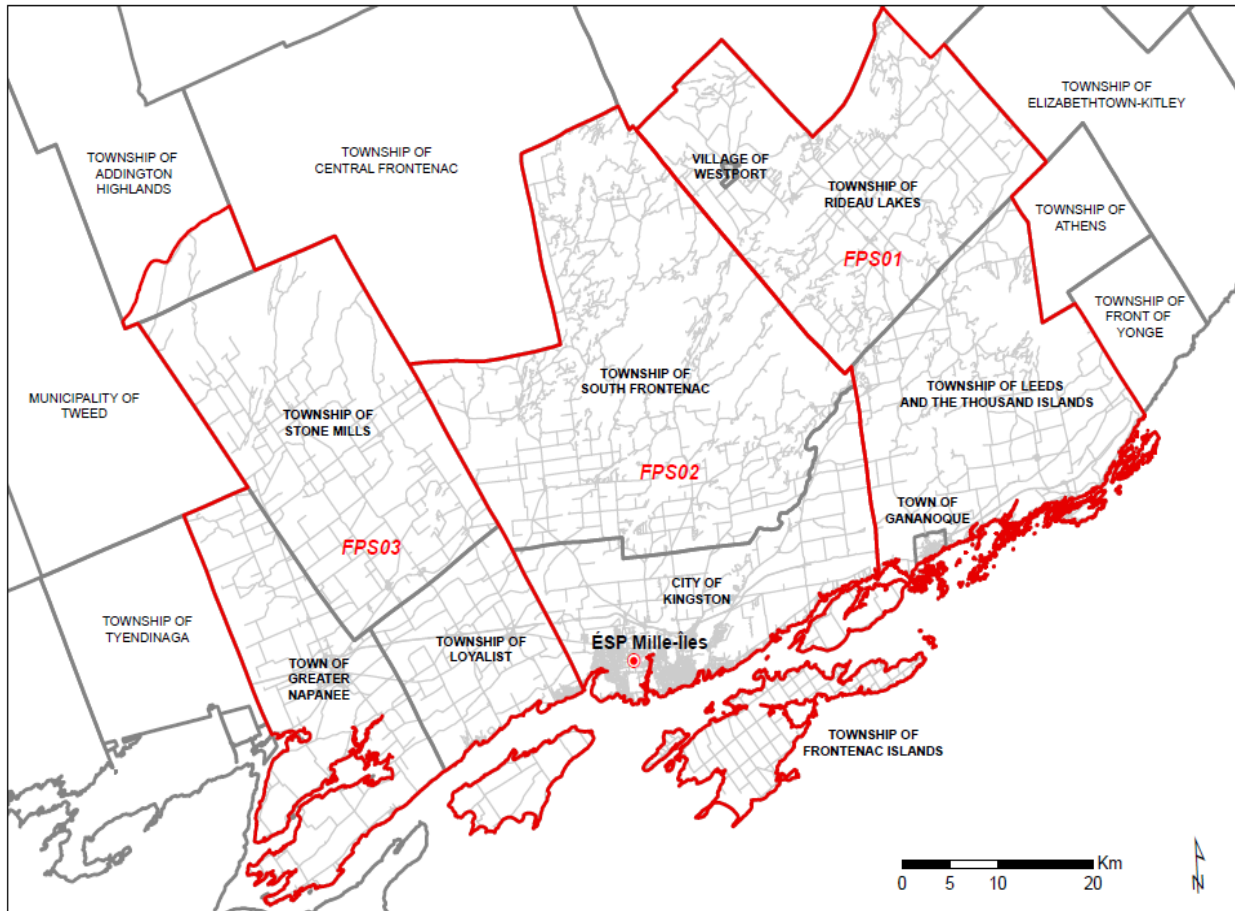 TOWNSHIP OF
ELIZABETHTOWN-KITLEY
TOWNSHIP OF
ADDINGTON
HIGHLANDS
TOWNSHIP OF
CENTRAL FRONTENAC
VILLAGE OF
WESTPORT
TOWNSHIP OF
RIDEAU LAKES
TOWNSHIP OF
ATHENS
FPS01
TOWNSHIP OF
FRONT OF
YONGE
MUNICIPALITY OF
TWEED
TOWNSHIP OF
STONE MILLS
TOWNSHIP OF
SOUTH FRONTENAC
TOWNSHIP OF LEEDS
AND THE THOUSAND ISLANDS
FPS02
TOWN OF
GANANOQUE
FPS03
CITY OF
KINGSTON
TOWNSHIP OF
TYENDINAGA
TOWN OF
GREATER
NAPANEE
TOWNSHIP OF
LOYALIST
ÉSP Mille-Îles
TOWNSHIP OF
FRONTENAC ISLANDS
Km
0 5 10 20
N